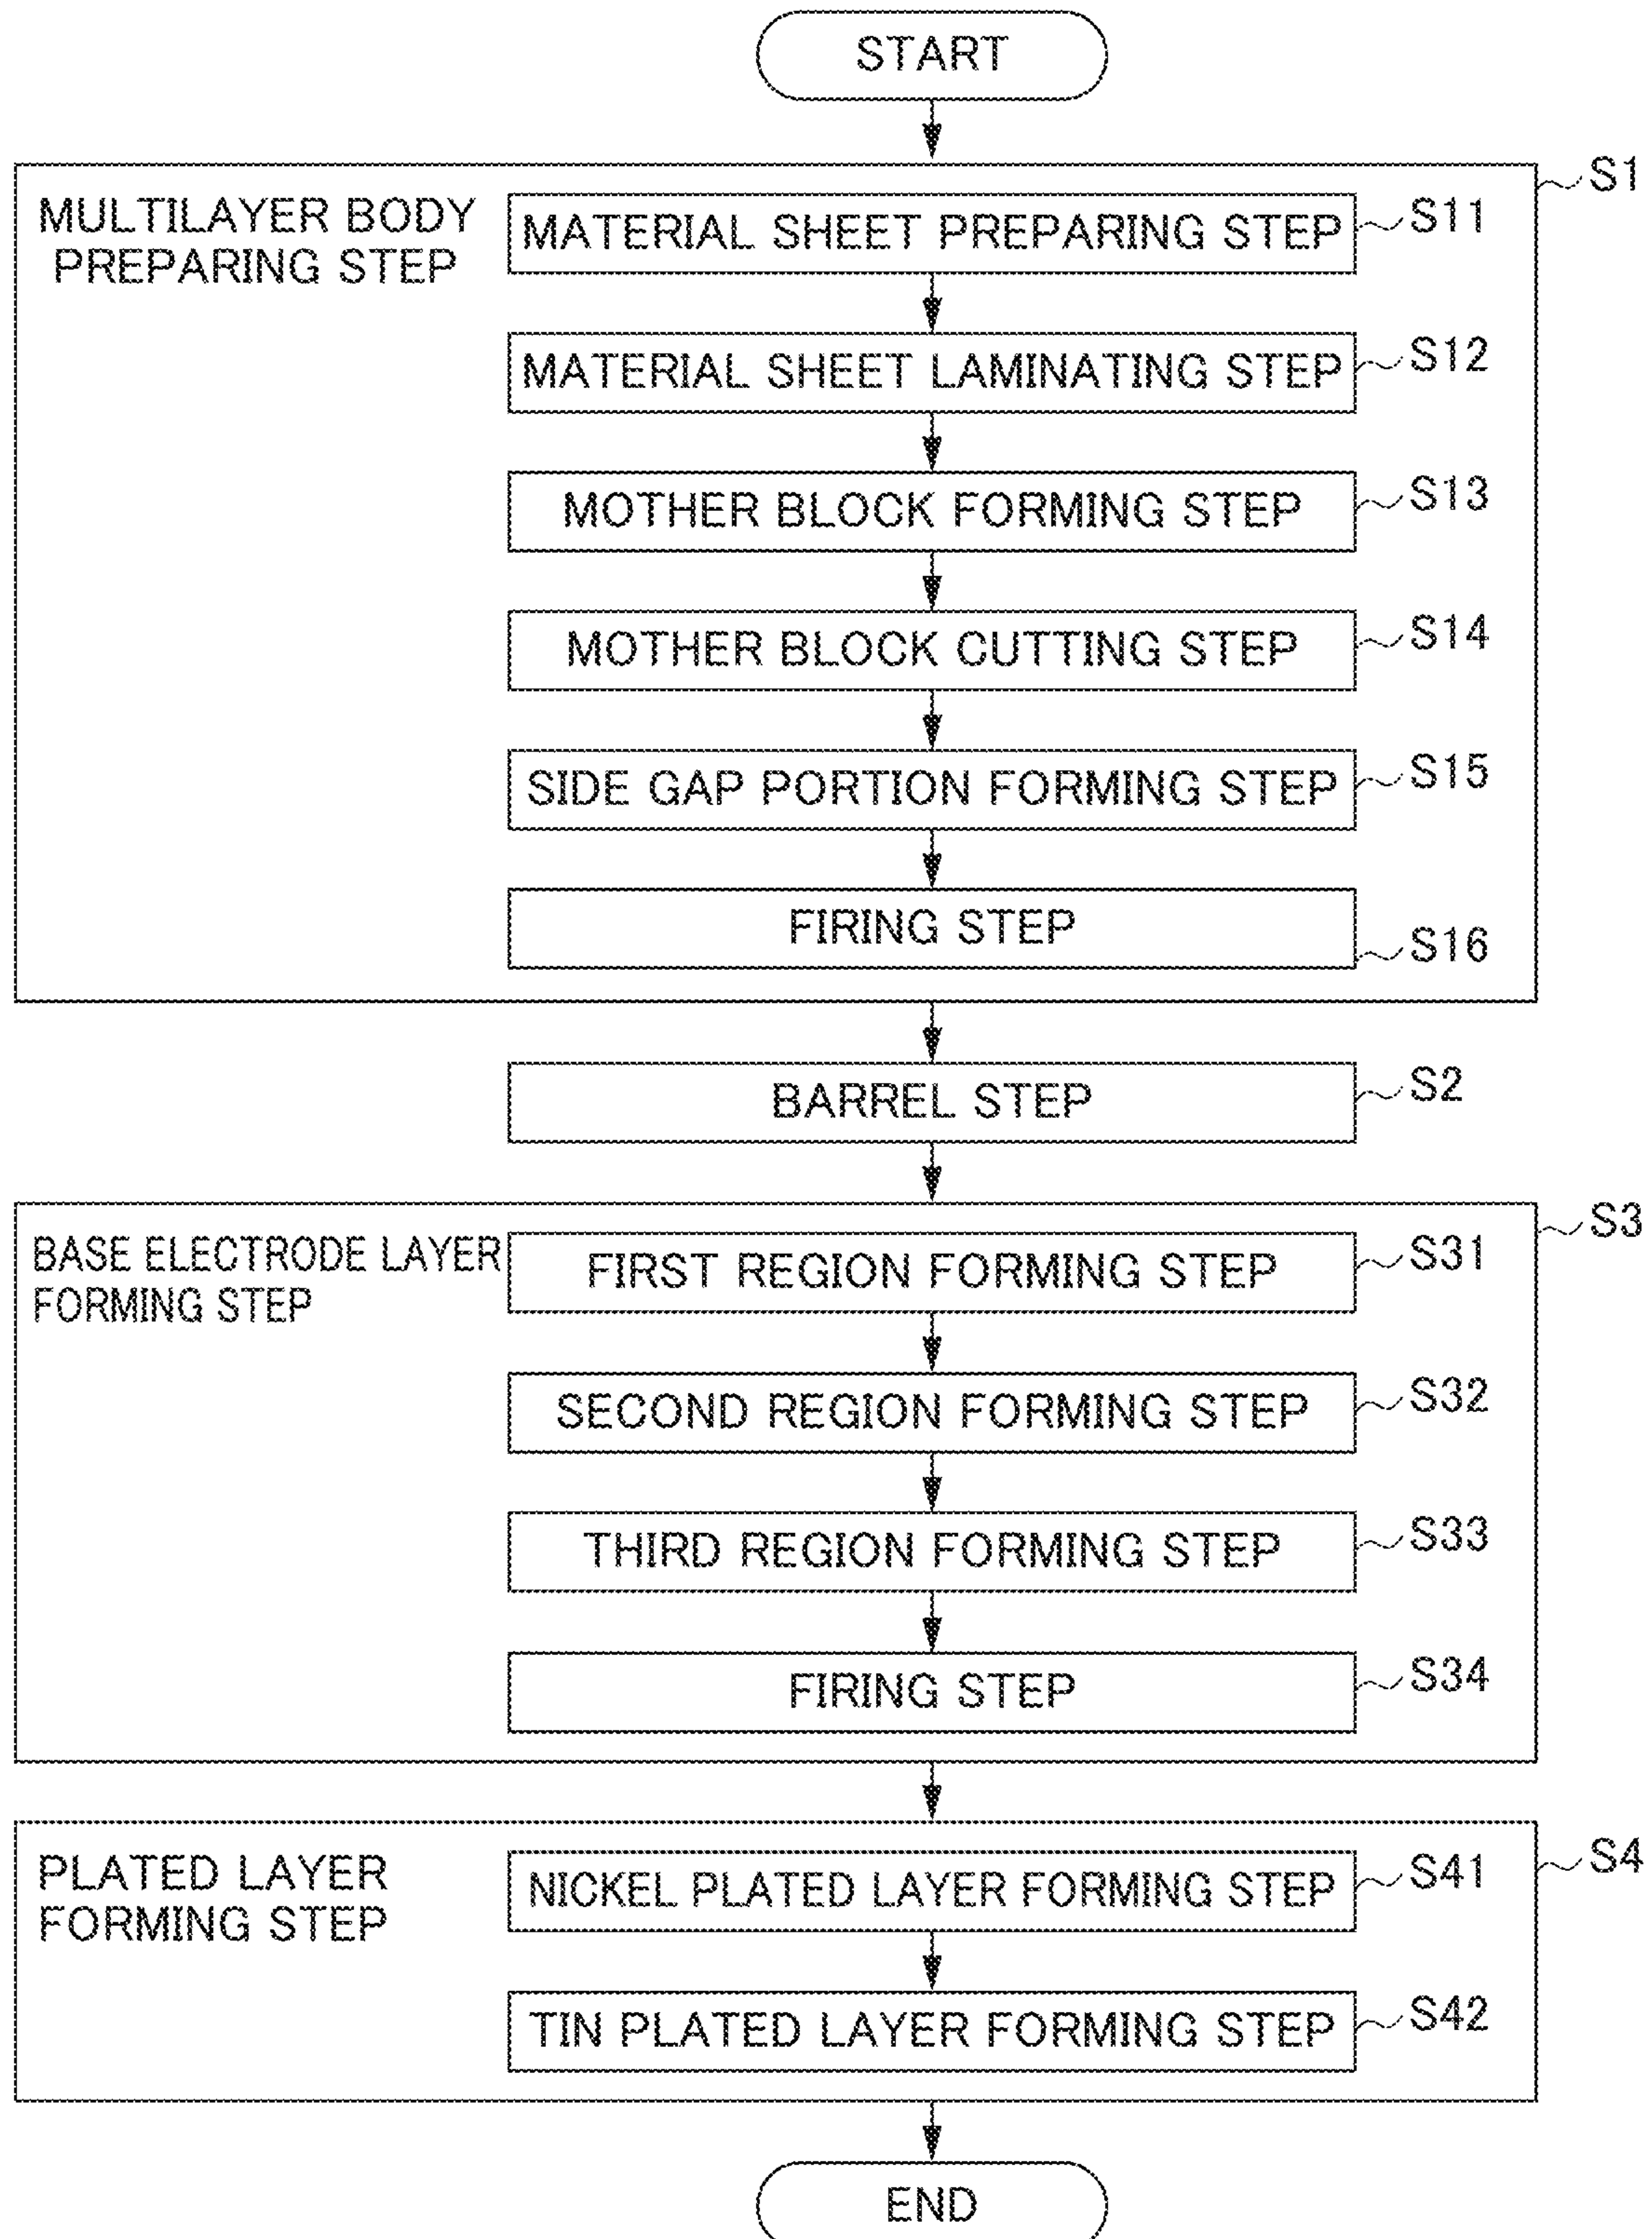 START
S1
MULTILAYER BODY
PREPARING STEP
MATERIAL SHEET PREPARING STEP
S11
MATERIAL SHEET LAMINATING STEP
S12
MOTHER BLOCK FORMING STEP
S13
MOTHER BLOCK CUTTING STEP
S14
SIDE GAP PORTION FORMING STEP
S15
FIRING STEP
S16
BARREL STEP
S2
S3
BASE ELECTRODE LAYER
FORMING STEP
FIRST REGION FORMING STEP
S31
SECOND REGION FORMING STEP
S32
THIRD REGION FORMING STEP
S33
FIRING STEP
S34
S4
PLATED LAYER
FORMING STEP
NICKEL PLATED LAYER FORMING STEP
S41
TIN PLATED LAYER FORMING STEP
S42
END